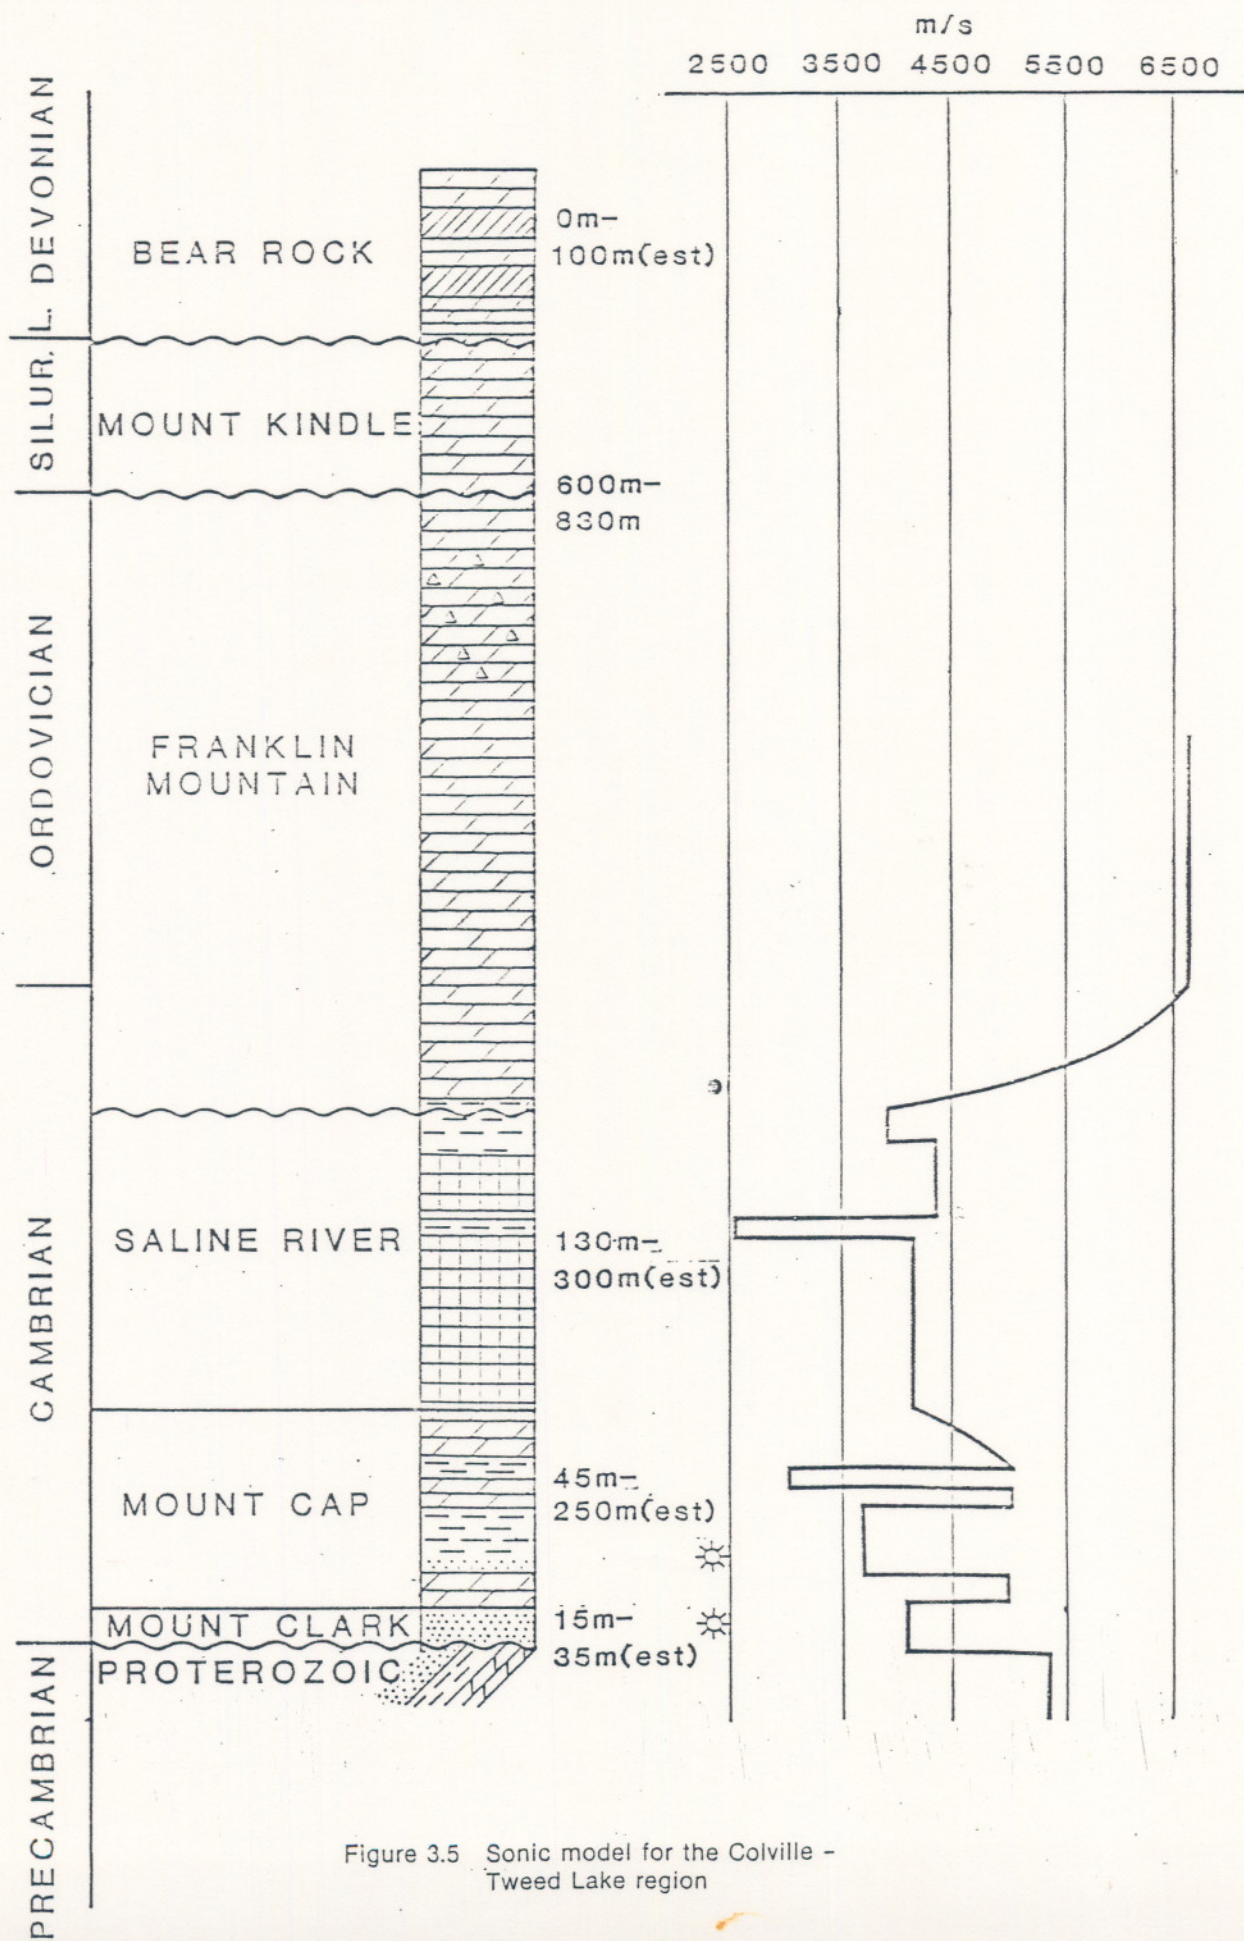 m/s
2500 3500 4500 5500 6500
L. DEVONIAN
BEAR ROCK
0m-
100m(est)
SILUR.
MOUNT KINDLE
600m-
830m
ORDOVICIAN
FRANKLIN
MOUNTAIN
CAMBRIAN
SALINE RIVER
130m-
300m(est)
MOUNT CAP
45m-
250m(est)
MOUNT CLARK
15m-
35m(est)
PRECAMBRIAN
PROTEROZOIC
Figure 3.5 Sonic model for the Colville -
Tweed Lake region